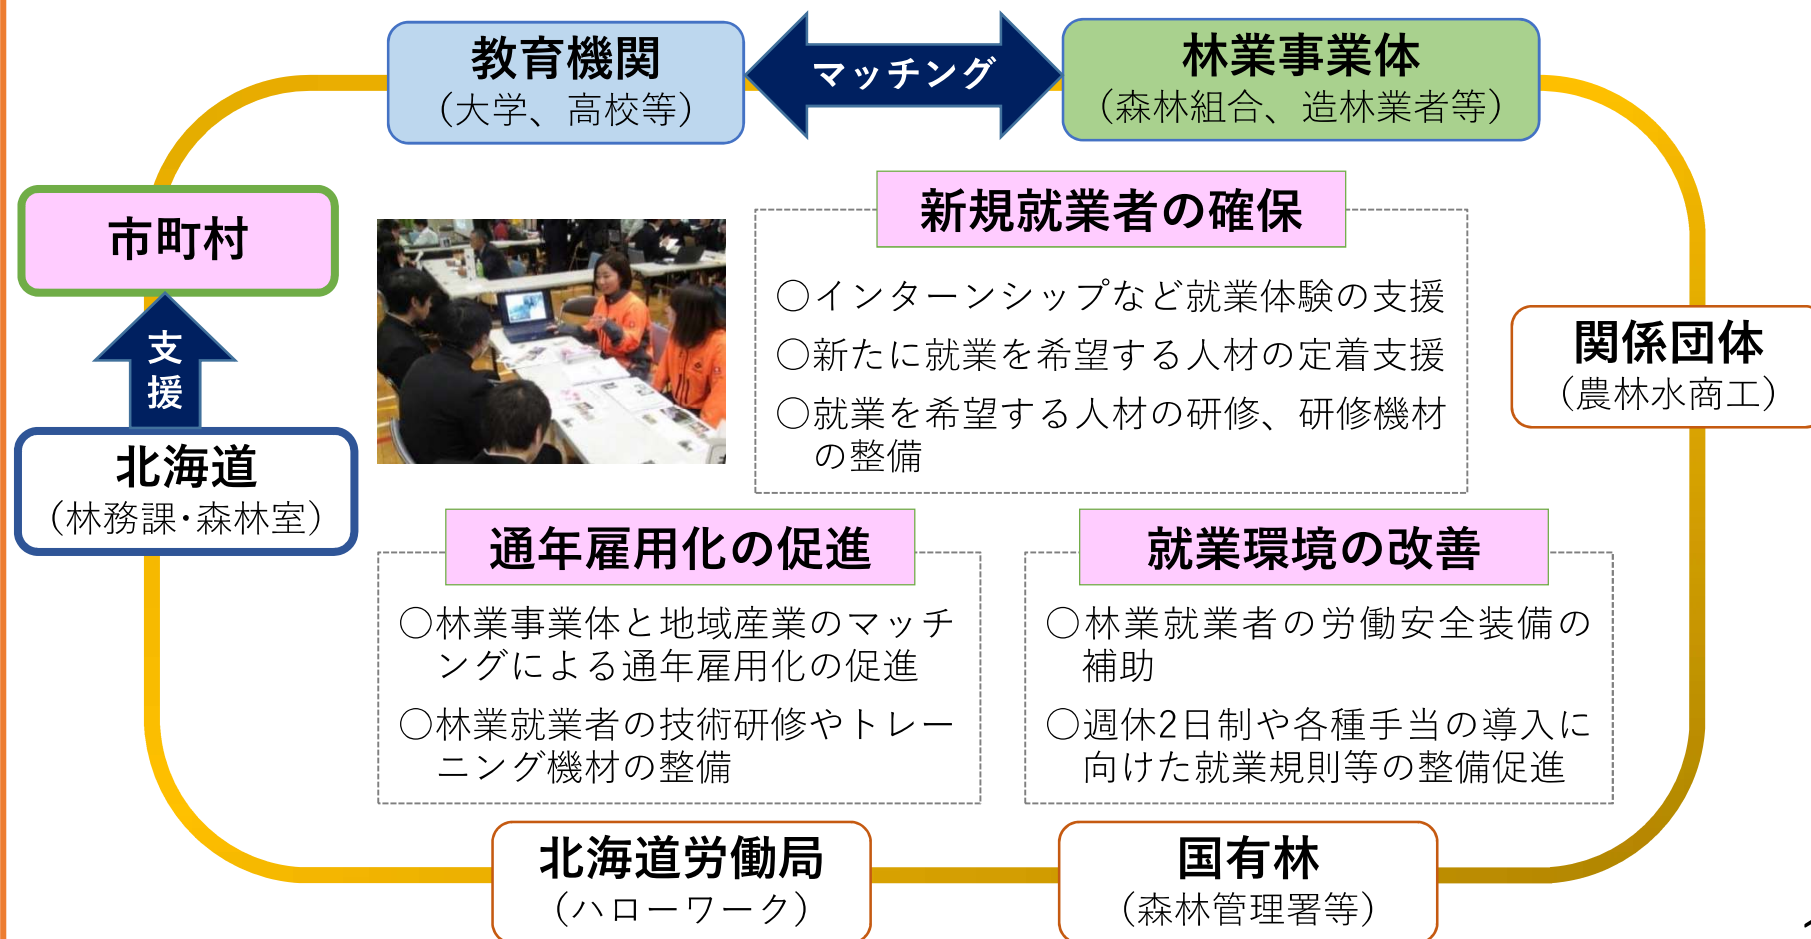 教育機関
（大学、高校等）
マッチング
林業事業体
（森林組合、造林業者等）
市町村
支援
北海道
（林務課・森林室）
新規就業者の確保
○インターンシップなど就業体験の支援
○新たに就業を希望する人材の定着支援
○就業を希望する人材の研修、研修機材
の整備
関係団体
（農林水商工）
通年雇用化の促進
○林業事業体と地域産業のマッチ
ングによる通年雇用化の促進
○林業就業者の技術研修やトレー
ニング機材の整備
就業環境の改善
○林業就業者の労働安全装備の
補助
○週休2日制や各種手当の導入に
向けた就業規則等の整備促進
北海道労働局
（ハローワーク）
国有林
（森林管理署等）